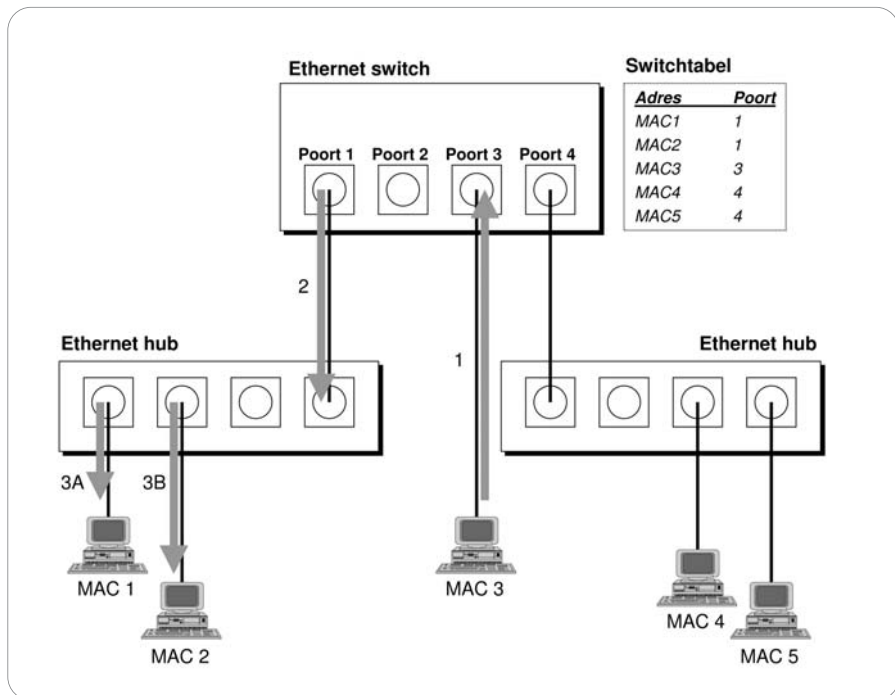 Ethernet switch
Switchtabel
Adres Poort
MAC1 1
MAC2 1
MAC3 3
MAC4 4
MAC5 4
Poort 1 Poort 2 Poort 3 Poort 4
2
1
Ethernet hub
Ethernet hub
3A
3B
MAC 1
MAC 2
MAC 3
MAC 4
MAC 5